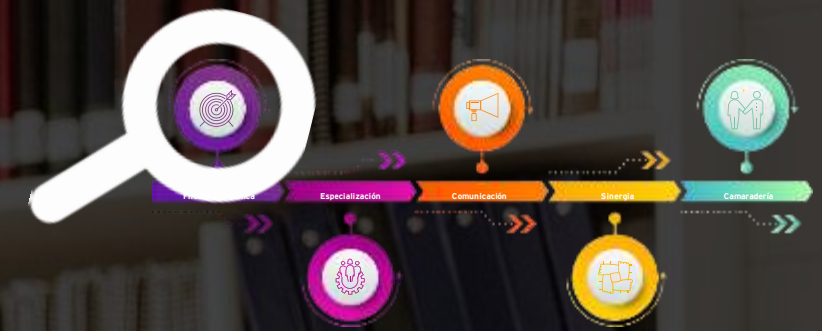 Especialización
Comunicación
Sinergia
Camaradería